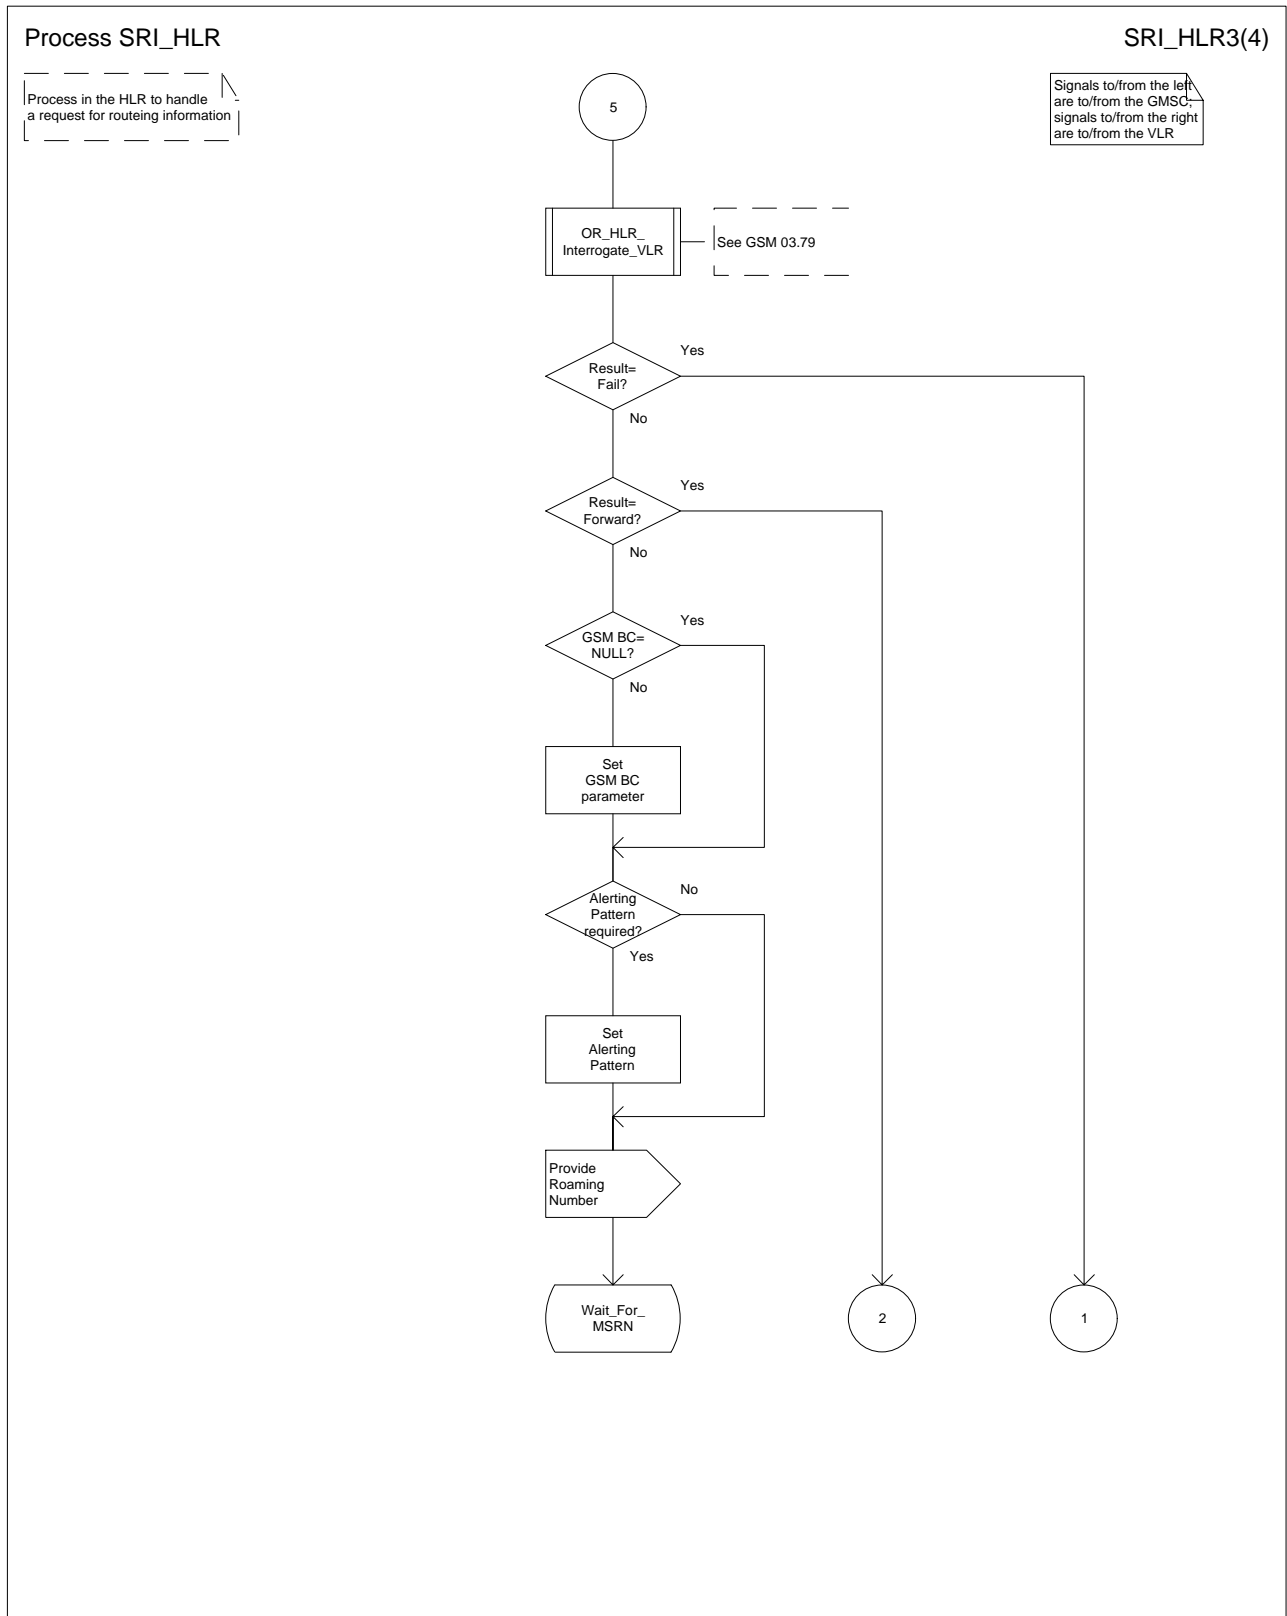 Process SRI_HLR
SRI_HLR3(4)
Process in the HLR to handle
a request for routeing information
Signals to/from the left
are to/from the GMSC;
signals to/from the right
are to/from the VLR
5
OR_HLR_
Interrogate_VLR
See GSM 03.79
Result=
Fail?
Yes
No
Result=
Forward?
Yes
No
GSM BC=
NULL?
Yes
No
Set
GSM BC
parameter
Alerting
Pattern
required?
No
Yes
Set
Alerting
Pattern
Provide
Roaming
Number
Wait_For_
MSRN
2
1